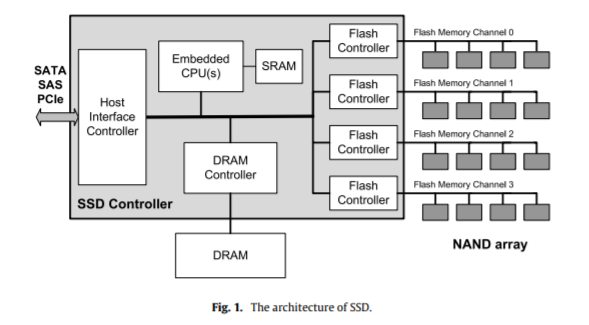 SATA
SAS
PCIe
Host
Interface
Controller
Embedded
CPU(s)
SRAM
DRAM
Controller
SSD Controller
DRAM
Flash
Controller
Flash Memory Channel 0
Flash
Controller
Flash Memory Channel 1
Flash
Controller
Flash Memory Channel 2
Flash
Controller
Flash Memory Channel 3
NAND array
Fig. 1. The architecture of SSD.